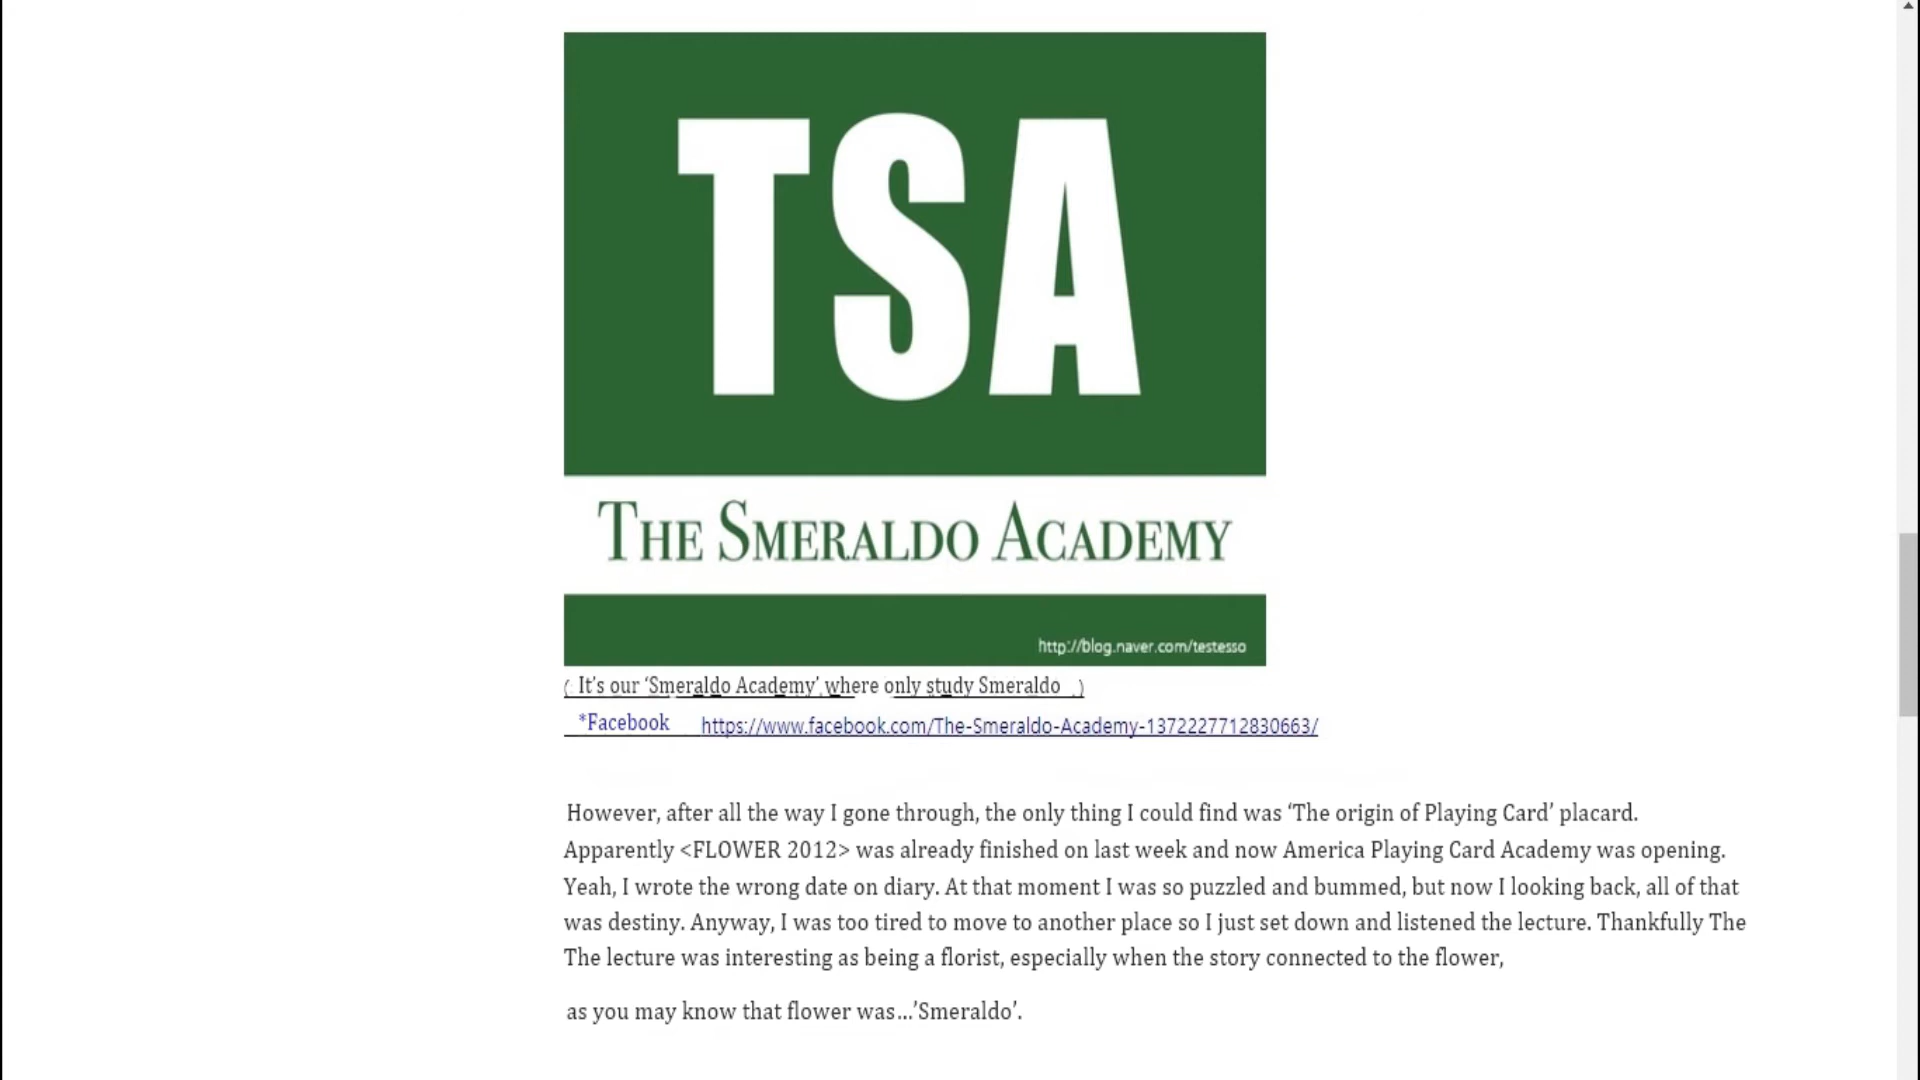 TSA
THE SMERALDO ACADEMY
http://blog.naver.com/testesso
( It's our ‘Smeraldo Academy’ where only study Smeraldo )
*Facebook https://www.facebook.com/The-Smeraldo-Academy-1372227712830663/
However, after all the way I gone through, the only thing I could find was ‘The origin of Playing Card’ placard.
Apparently <FLOWER 2012> was already finished on last week and now America Playing Card Academy was opening.
Yeah, I wrote the wrong date on diary. At that moment I was so puzzled and bummed, but now I looking back, all of that
was destiny. Anyway, I was too tired to move to another place so I just set down and listened the lecture. Thankfully The
The lecture was interesting as being a florist, especially when the story connected to the flower,
as you may know that flower was...’Smeraldo’.